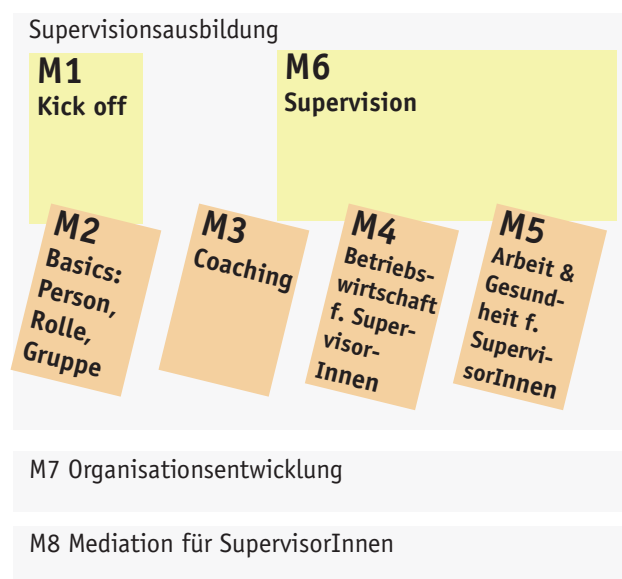 Supervisionsausbildung
M1
Kick off
M6
Supervision
M2
Basics:
Person,
Rolle,
Gruppe
M3
Coaching
M4
Betriebs-
wirtschaft
f. Super-
visor-
Innen
M5
Arbeit &
Gesund-
heit f.
Supervi-
sorInnen
M7 Organisationsentwicklung
M8 Mediation für SupervisorInnen